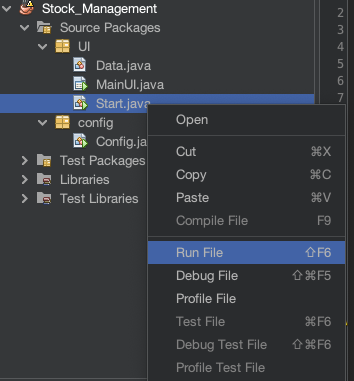 Stock_Management
Source Packages
UI
Data.java
MainUI.java
Start.java
config
Config.ja
Test Packages
Libraries
Test Libraries
2
3
4
5
6
7
Open
Cut ⌘X
Copy ⌘C
Paste ⌘V
Compile File F9
Run File ⇧F6
Debug File ⇧⌘F5
Profile File
Test File ⌘F6
Debug Test File ⇧⌘F6
Profile Test File